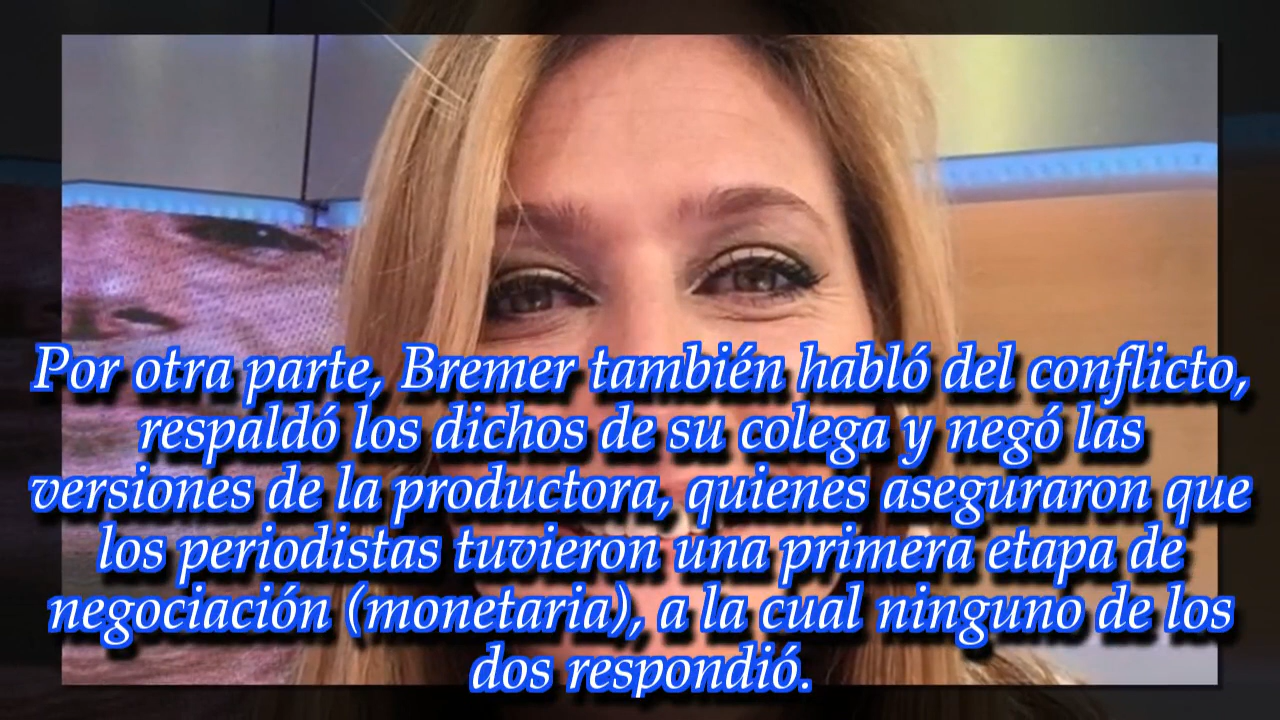 Por otra parte, Bremer también habló del conflicto,
respaldó los dichos de su colega y negó las
versiones de la productora, quienes aseguraron que
los periodistas tuvieron una primera etapa de
negociación (monetaria), a la cual ninguno de los
dos respondió.